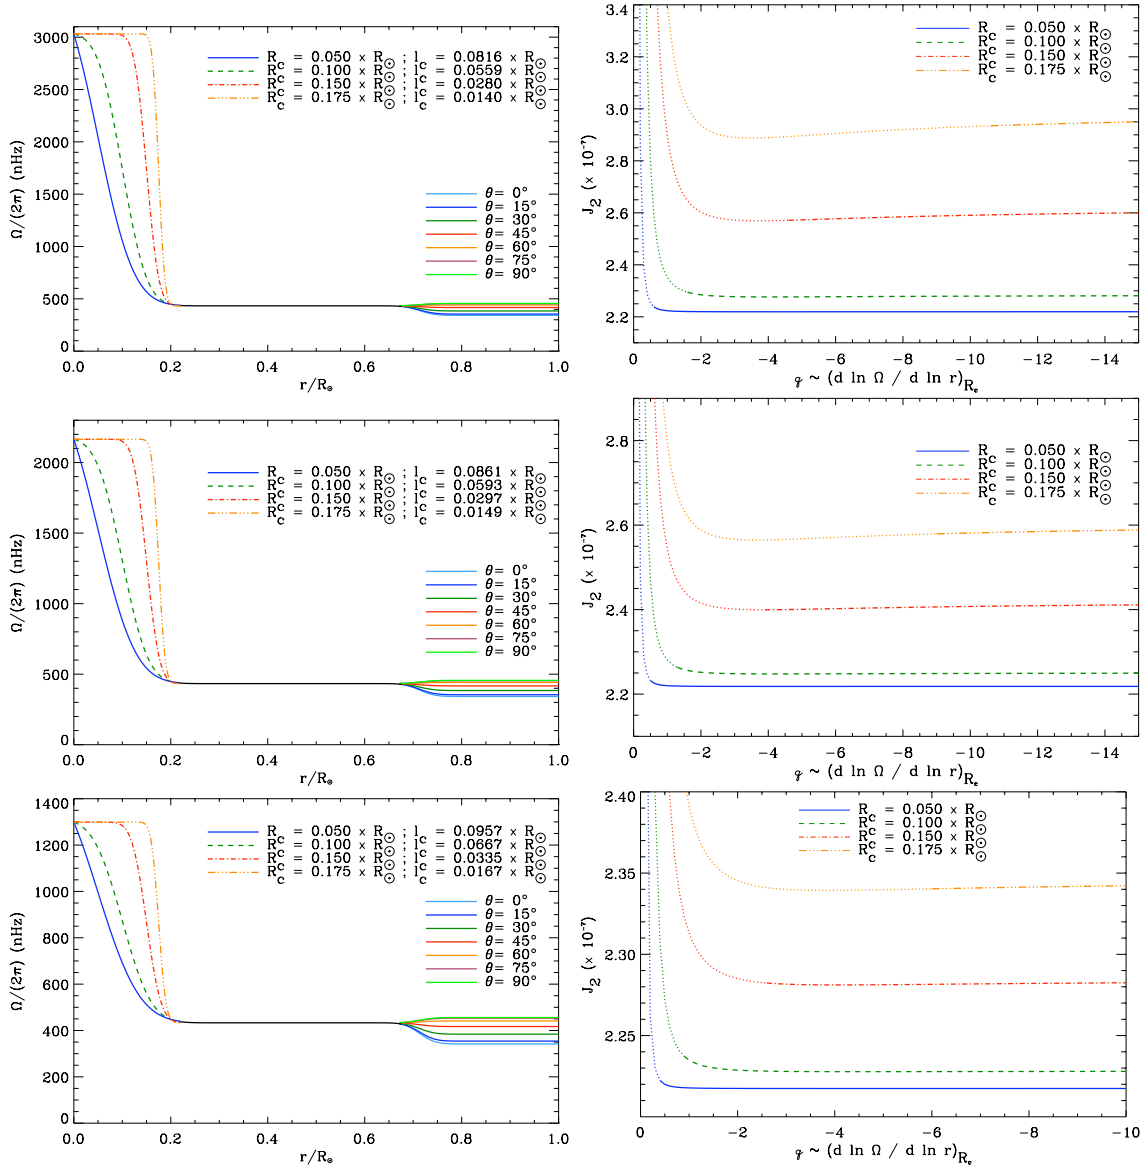 Ω/(2π) (nHz)
3000
2500
2000
1500
1000
500
0
R_c = 0.050 × R_☉ ; l_c = 0.0816 × R_☉
R_c = 0.100 × R_☉ ; l_c = 0.0559 × R_☉
R_c = 0.150 × R_☉ ; l_c = 0.0280 × R_☉
R_c = 0.175 × R_☉ ; l_c = 0.0140 × R_☉
θ= 0°
θ= 15°
θ= 30°
θ= 45°
θ= 60°
θ= 75°
θ= 90°
0.0 0.2 0.4 0.6 0.8 1.0
r/R_☉
J_2 (× 10^-7)
3.4
3.2
3.0
2.8
2.6
2.4
2.2
R_c = 0.050 × R_☉
R_c = 0.100 × R_☉
R_c = 0.150 × R_☉
R_c = 0.175 × R_☉
0 -2 -4 -6 -8 -10 -12 -14
q ~ (d ln Ω / d ln r)_R_c
Ω/(2π) (nHz)
2000
1500
1000
500
0
R_c = 0.050 × R_☉ ; l_c = 0.0861 × R_☉
R_c = 0.100 × R_☉ ; l_c = 0.0593 × R_☉
R_c = 0.150 × R_☉ ; l_c = 0.0297 × R_☉
R_c = 0.175 × R_☉ ; l_c = 0.0149 × R_☉
θ= 0°
θ= 15°
θ= 30°
θ= 45°
θ= 60°
θ= 75°
θ= 90°
0.0 0.2 0.4 0.6 0.8 1.0
r/R_☉
J_2 (× 10^-7)
2.8
2.6
2.4
2.2
R_c = 0.050 × R_☉
R_c = 0.100 × R_☉
R_c = 0.150 × R_☉
R_c = 0.175 × R_☉
0 -2 -4 -6 -8 -10 -12 -14
q ~ (d ln Ω / d ln r)_R_c
Ω/(2π) (nHz)
1400
1200
1000
800
600
400
200
0
R_c = 0.050 × R_☉ ; l_c = 0.0957 × R_☉
R_c = 0.100 × R_☉ ; l_c = 0.0667 × R_☉
R_c = 0.150 × R_☉ ; l_c = 0.0335 × R_☉
R_c = 0.175 × R_☉ ; l_c = 0.0167 × R_☉
θ= 0°
θ= 15°
θ= 30°
θ= 45°
θ= 60°
θ= 75°
θ= 90°
0.0 0.2 0.4 0.6 0.8 1.0
r/R_☉
J_2 (× 10^-7)
2.40
2.35
2.30
2.25
R_c = 0.050 × R_☉
R_c = 0.100 × R_☉
R_c = 0.150 × R_☉
R_c = 0.175 × R_☉
0 -2 -4 -6 -8 -10
q ~ (d ln Ω / d ln r)_R_c